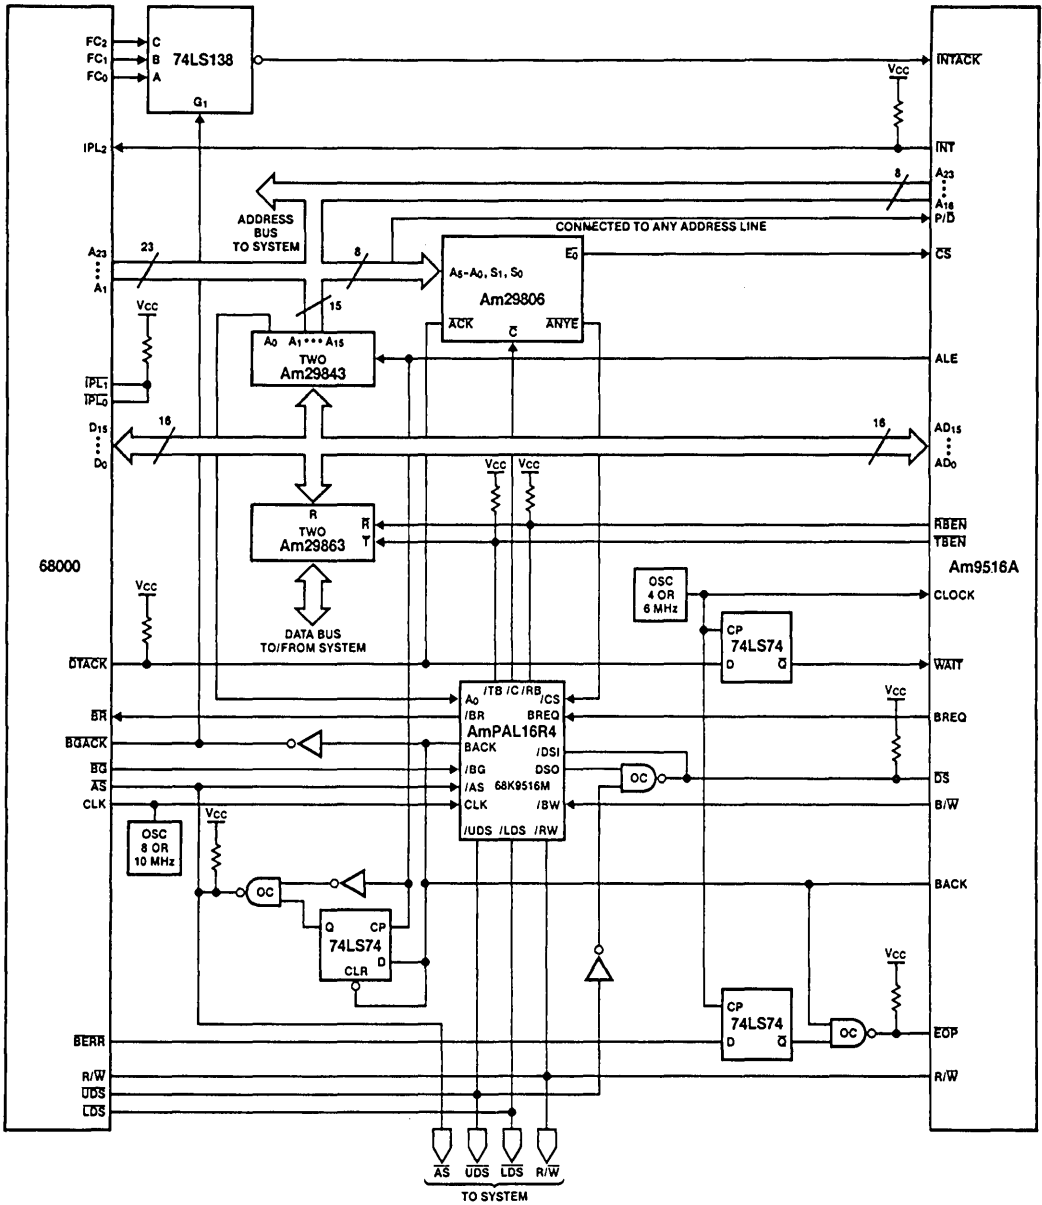 FC2
FC1
FC0
C
B
A
74LS138
G1
INTACK
VCC
IPL2
INT
A23
A16
8
ADDRESS
BUS
TO SYSTEM
P/D
CONNECTED TO ANY ADDRESS LINE
A23
A1
23
8
A5-A0, S1, S0
E0
Am29806
ACK
ANYE
C
CS
15
VCC
A0 A1 ••• A15
TWO
Am29843
ALE
IPL1
IPL0
D15
D0
16
16
AD15
AD0
VCC
VCC
R
TWO
Am29863
R
T
RBEN
TBEN
68000
Am9516A
VCC
OSC
4 OR
6 MHz
CLOCK
DATA BUS
TO/FROM SYSTEM
CP
74LS74
D
Q
DTACK
WAIT
/TB /C /RB
A0
/CS
VCC
BR
/BR
BREQ
BREQ
AmPAL16R4
BGACK
BACK
/DSI
BG
/BG
DSO
OC
DS
AS
/AS
68K9516M
CLK
CLK
/BW
B/W
/UDS /LDS /RW
OSC
8 OR
10 MHz
VCC
OC
BACK
Q
CP
74LS74
D
CLR
VCC
CP
74LS74
D
Q
OC
EOP
BERR
R/W
R/W
UDS
LDS
AS UDS LDS R/W
TO SYSTEM